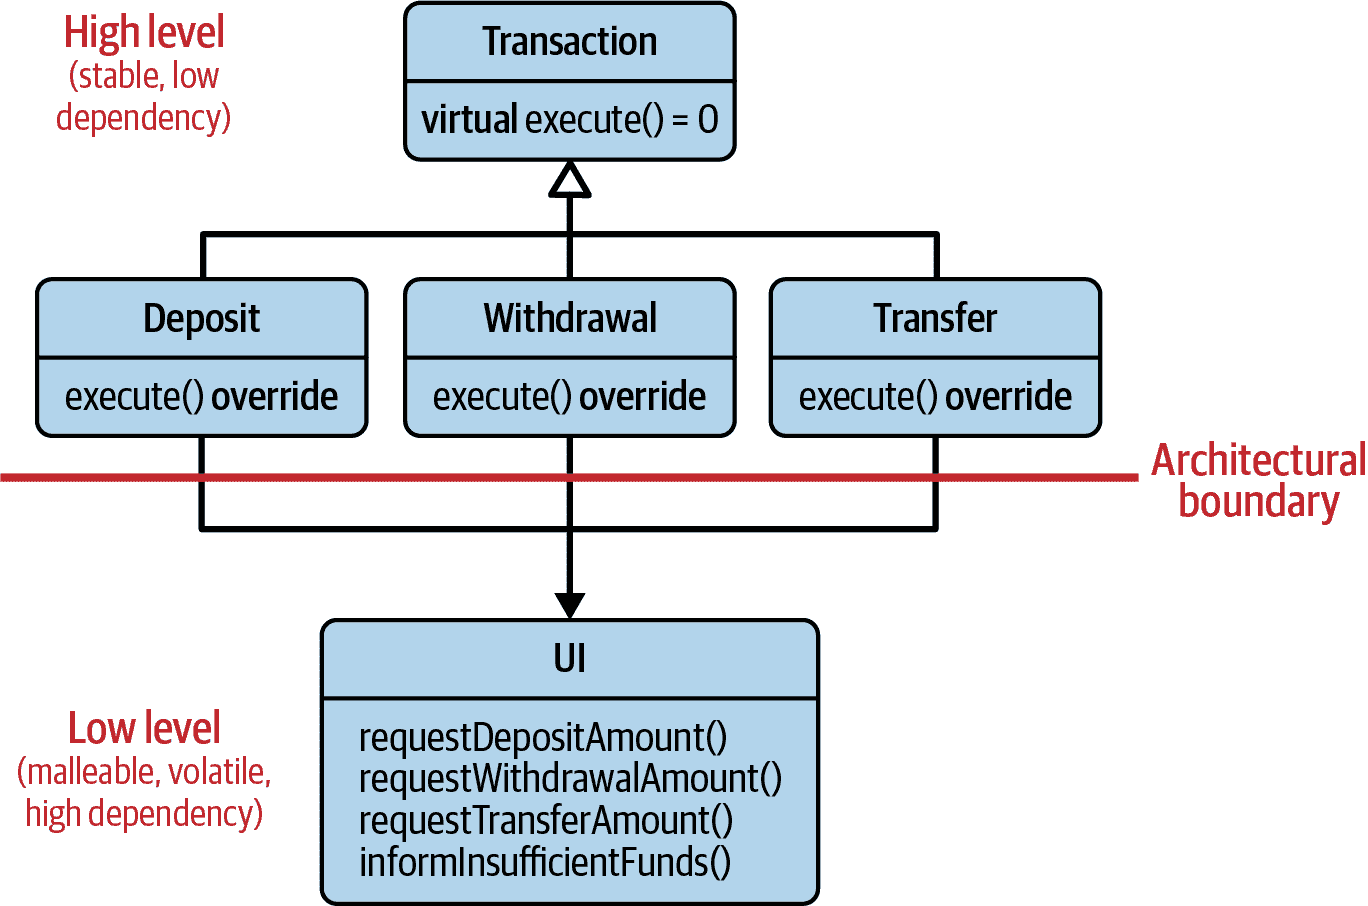 High level
(stable, low
dependency)
Transaction
virtual execute() = 0
Deposit
execute() override
Withdrawal
execute() override
Transfer
execute() override
Architectural
boundary
UI
requestDepositAmount()
requestWithdrawalAmount()
requestTransferAmount()
informInsufficientFunds()
Low level
(malleable, volatile,
high dependency)